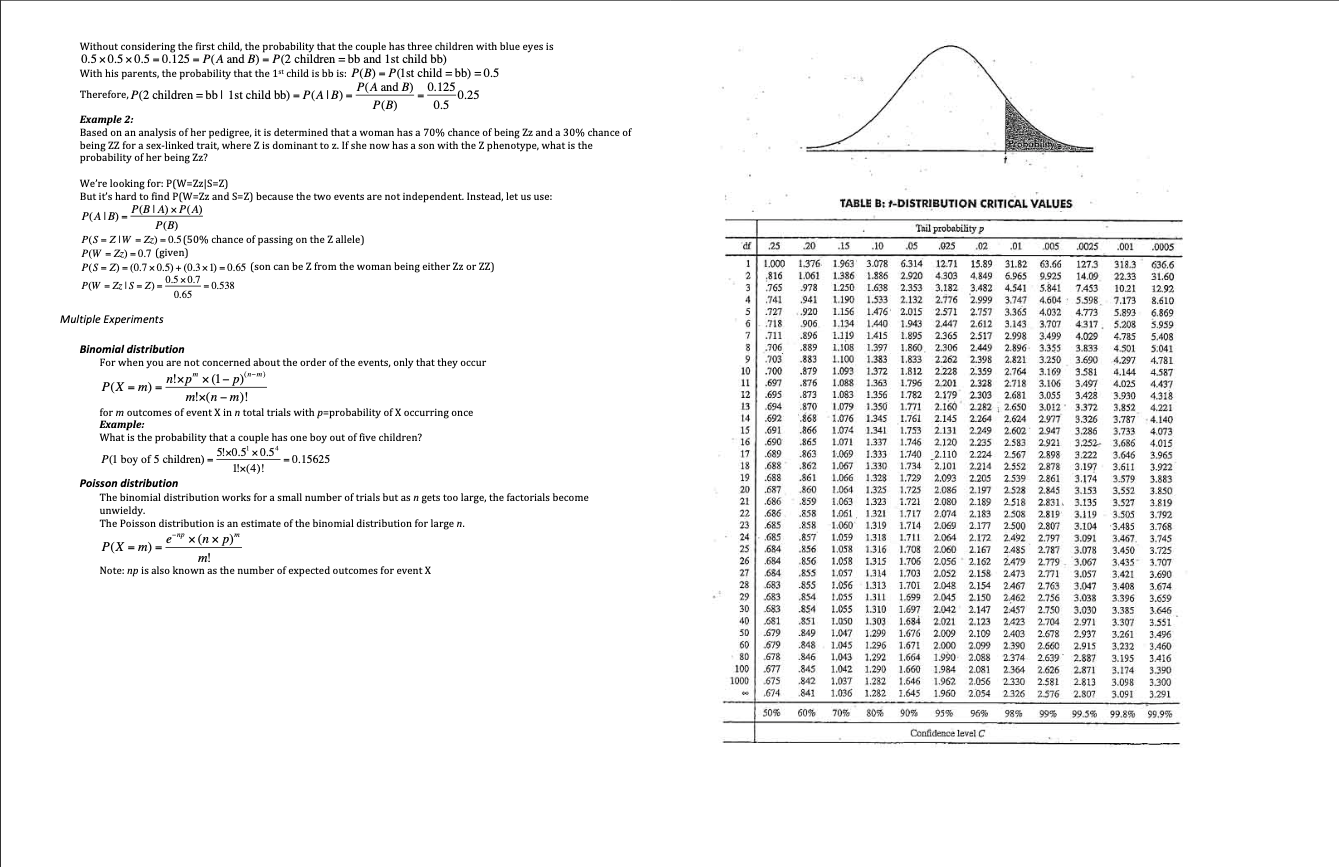 Without considering the first child, the probability that the couple has three children with blue eyes is
0.5×0.5×0.5 = 0.125 = P(A and B) = P(2 children = bb and 1st child bb)
With his parents, the probability that the 1st child is bb is: P(B) = P(1st child = bb) = 0.5
Therefore, P(2 children = bb | 1st child bb) = P(A | B) = P(A and B) / P(B) = 0.125 / 0.5 0.25
Example 2:
Based on an analysis of her pedigree, it is determined that a woman has a 70% chance of being Zz and a 30% chance of
being ZZ for a sex-linked trait, where Z is dominant to z. If she now has a son with the Z phenotype, what is the
probability of her being Zz?
We're looking for: P(W=Zz|S=Z)
But it's hard to find P(W=Zz and S=Z) because the two events are not independent. Instead, let us use:
P(A | B) = P(B | A) × P(A) / P(B)
P(S = Z | W = Zz) = 0.5 (50% chance of passing on the Z allele)
P(W = Zz) = 0.7 (given)
P(S = Z) = (0.7×0.5) + (0.3×1) = 0.65 (son can be Z from the woman being either Zz or ZZ)
P(W = Zz | S = Z) = 0.5×0.7 / 0.65 = 0.538
Multiple Experiments
Binomial distribution
For when you are not concerned about the order of the events, only that they occur
P(X = m) = n!×p^m × (1 − p)^(n−m) / m!×(n − m)!
for m outcomes of event X in n total trials with p=probability of X occurring once
Example:
What is the probability that a couple has one boy out of five children?
P(1 boy of 5 children) = 5!×0.5^1 × 0.5^4 / 1!×(4)! = 0.15625
Poisson distribution
The binomial distribution works for a small number of trials but as n gets too large, the factorials become
unwieldy.
The Poisson distribution is an estimate of the binomial distribution for large n.
P(X = m) = e^−np × (n × p)^m / m!
Note: np is also known as the number of expected outcomes for event X
Probability
t
TABLE B: t-DISTRIBUTION CRITICAL VALUES
Tail probability p
df .25 .20 .15 .10 .05 .025 .02 .01 .005 .0025 .001 .0005
1 1.000 1.376 1.963 3.078 6.314 12.71 15.89 31.82 63.66 127.3 318.3 636.6
2 .816 1.061 1.386 1.886 2.920 4.303 4.849 6.965 9.925 14.09 22.33 31.60
3 .765 .978 1.250 1.638 2.353 3.182 3.482 4.541 5.841 7.453 10.21 12.92
4 .741 .941 1.190 1.533 2.132 2.776 2.999 3.747 4.604 5.598 7.173 8.610
5 .727 .920 1.156 1.476 2.015 2.571 2.757 3.365 4.032 4.773 5.893 6.869
6 .718 .906 1.134 1.440 1.943 2.447 2.612 3.143 3.707 4.317 5.208 5.959
7 .711 .896 1.119 1.415 1.895 2.365 2.517 2.998 3.499 4.029 4.785 5.408
8 .706 .889 1.108 1.397 1.860 2.306 2.449 2.896 3.355 3.833 4.501 5.041
9 .703 .883 1.100 1.383 1.833 2.262 2.398 2.821 3.250 3.690 4.297 4.781
10 .700 .879 1.093 1.372 1.812 2.228 2.359 2.764 3.169 3.581 4.144 4.587
11 .697 .876 1.088 1.363 1.796 2.201 2.328 2.718 3.106 3.497 4.025 4.437
12 .695 .873 1.083 1.356 1.782 2.179 2.303 2.681 3.055 3.428 3.930 4.318
13 .694 .870 1.079 1.350 1.771 2.160 2.282 2.650 3.012 3.372 3.852 4.221
14 .692 .868 1.076 1.345 1.761 2.145 2.264 2.624 2.977 3.326 3.787 4.140
15 .691 .866 1.074 1.341 1.753 2.131 2.249 2.602 2.947 3.286 3.733 4.073
16 .690 .865 1.071 1.337 1.746 2.120 2.235 2.583 2.921 3.252 3.686 4.015
17 .689 .863 1.069 1.333 1.740 2.110 2.224 2.567 2.898 3.222 3.646 3.965
18 .688 .862 1.067 1.330 1.734 2.101 2.214 2.552 2.878 3.197 3.611 3.922
19 .688 .861 1.066 1.328 1.729 2.093 2.205 2.539 2.861 3.174 3.579 3.883
20 .687 .860 1.064 1.325 1.725 2.086 2.197 2.528 2.845 3.153 3.552 3.850
21 .686 .859 1.063 1.323 1.721 2.080 2.189 2.518 2.831 3.135 3.527 3.819
22 .686 .858 1.061 1.321 1.717 2.074 2.183 2.508 2.819 3.119 3.505 3.792
23 .685 .858 1.060 1.319 1.714 2.069 2.177 2.500 2.807 3.104 3.485 3.768
24 .685 .857 1.059 1.318 1.711 2.064 2.172 2.492 2.797 3.091 3.467 3.745
25 .684 .856 1.058 1.316 1.708 2.060 2.167 2.485 2.787 3.078 3.450 3.725
26 .684 .856 1.058 1.315 1.706 2.056 2.162 2.479 2.779 3.067 3.435 3.707
27 .684 .855 1.057 1.314 1.703 2.052 2.158 2.473 2.771 3.057 3.421 3.690
28 .683 .855 1.056 1.313 1.701 2.048 2.154 2.467 2.763 3.047 3.408 3.674
29 .683 .854 1.055 1.311 1.699 2.045 2.150 2.462 2.756 3.038 3.396 3.659
30 .683 .854 1.055 1.310 1.697 2.042 2.147 2.457 2.750 3.030 3.385 3.646
40 .681 .851 1.050 1.303 1.684 2.021 2.123 2.423 2.704 2.971 3.307 3.551
50 .679 .849 1.047 1.299 1.676 2.009 2.109 2.403 2.678 2.937 3.261 3.496
60 .679 .848 1.045 1.296 1.671 2.000 2.099 2.390 2.660 2.915 3.232 3.460
80 .678 .846 1.043 1.292 1.664 1.990 2.088 2.374 2.639 2.887 3.195 3.416
100 .677 .845 1.042 1.290 1.660 1.984 2.081 2.364 2.626 2.871 3.174 3.390
1000 .675 .842 1.037 1.282 1.646 1.962 2.056 2.330 2.581 2.813 3.098 3.300
∞ .674 .841 1.036 1.282 1.645 1.960 2.054 2.326 2.576 2.807 3.091 3.291
50% 60% 70% 80% 90% 95% 96% 98% 99% 99.5% 99.8% 99.9%
Confidence level C